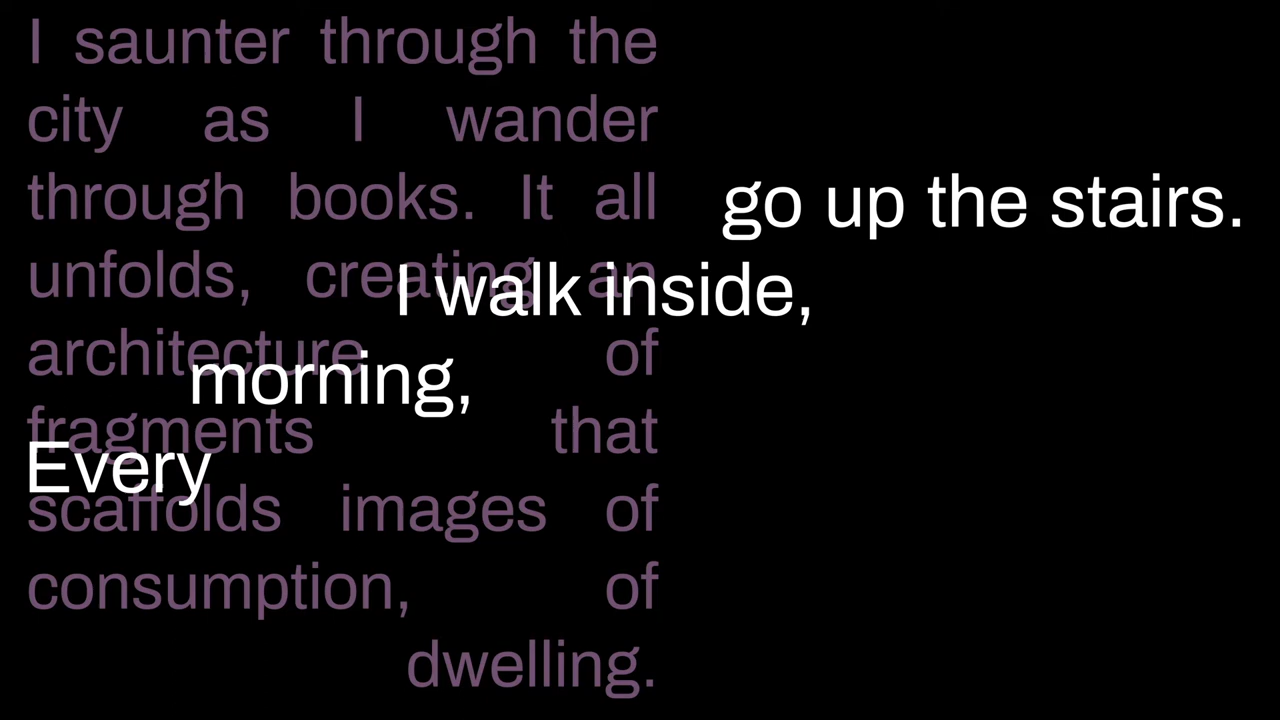 I saunter through the
city as I wander
through books. It all
unfolds, creating an
architecture of
fragments that
scaffolds images of
consumption, of
dwelling.
go up the stairs.
I walk inside,
morning,
Every